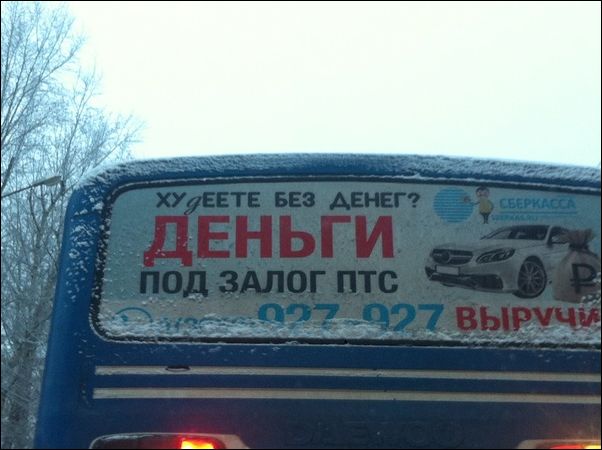 ХУдЕЕТЕ БЕЗ ДЕНЕГ?
СБЕРКАССА
ДЕНЬГИ
ПОД ЗАЛОГ ПТС
927 927 ВЫРУЧИ